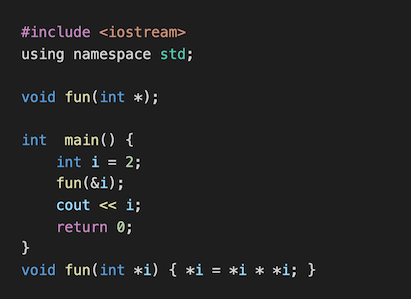 #include <iostream>
using namespace std;
void fun(int *);
int  main() {
    int i = 2;
    fun(&i);
    cout << i;
    return 0;
}
void fun(int *i) { *i = *i * *i; }